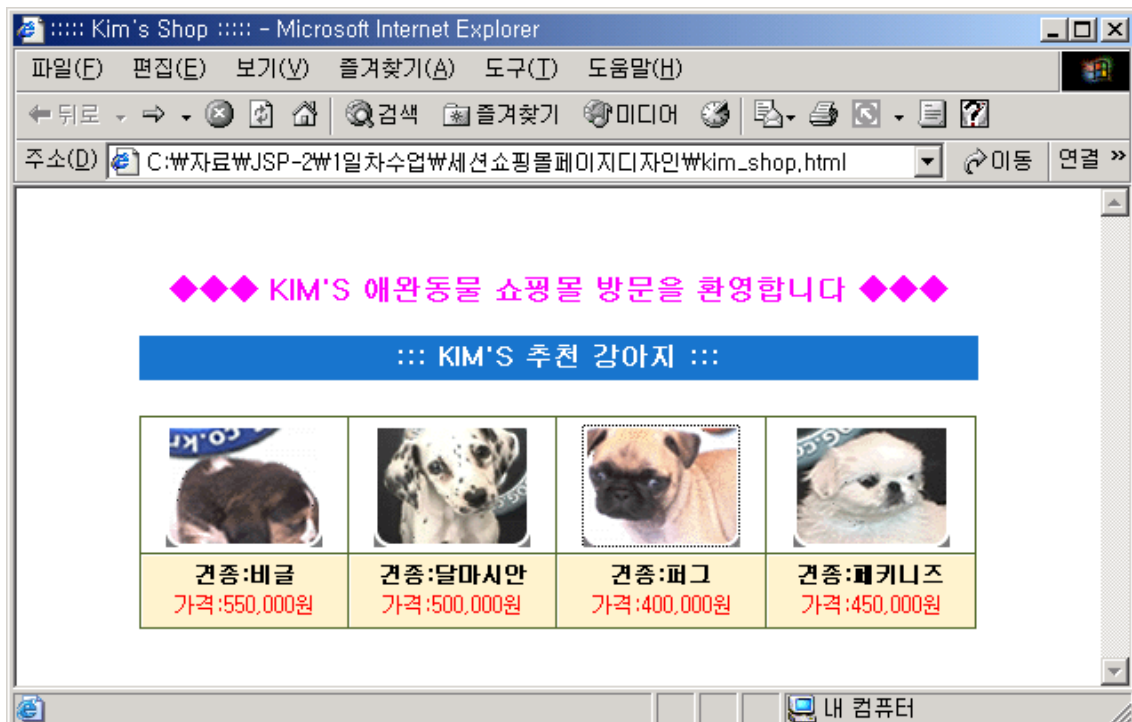 ::::: Kim's Shop ::::: - Microsoft Internet Explorer
파일(F) 편집(E) 보기(V) 즐겨찾기(A) 도구(T) 도움말(H)
뒤로 검색 즐겨찾기 미디어
주소(D) C:₩자료₩JSP-2₩1일차수업₩세션쇼핑몰페이지디자인₩kim_shop.html 이동 연결 »
◆◆◆ KIM'S 애완동물 쇼핑몰 방문을 환영합니다 ◆◆◆
::: KIM'S 추천 강아지 :::
견종:비글 견종:달마시안 견종:퍼그 견종:페키니즈
가격:550,000원 가격:500,000원 가격:400,000원 가격:450,000원
내 컴퓨터